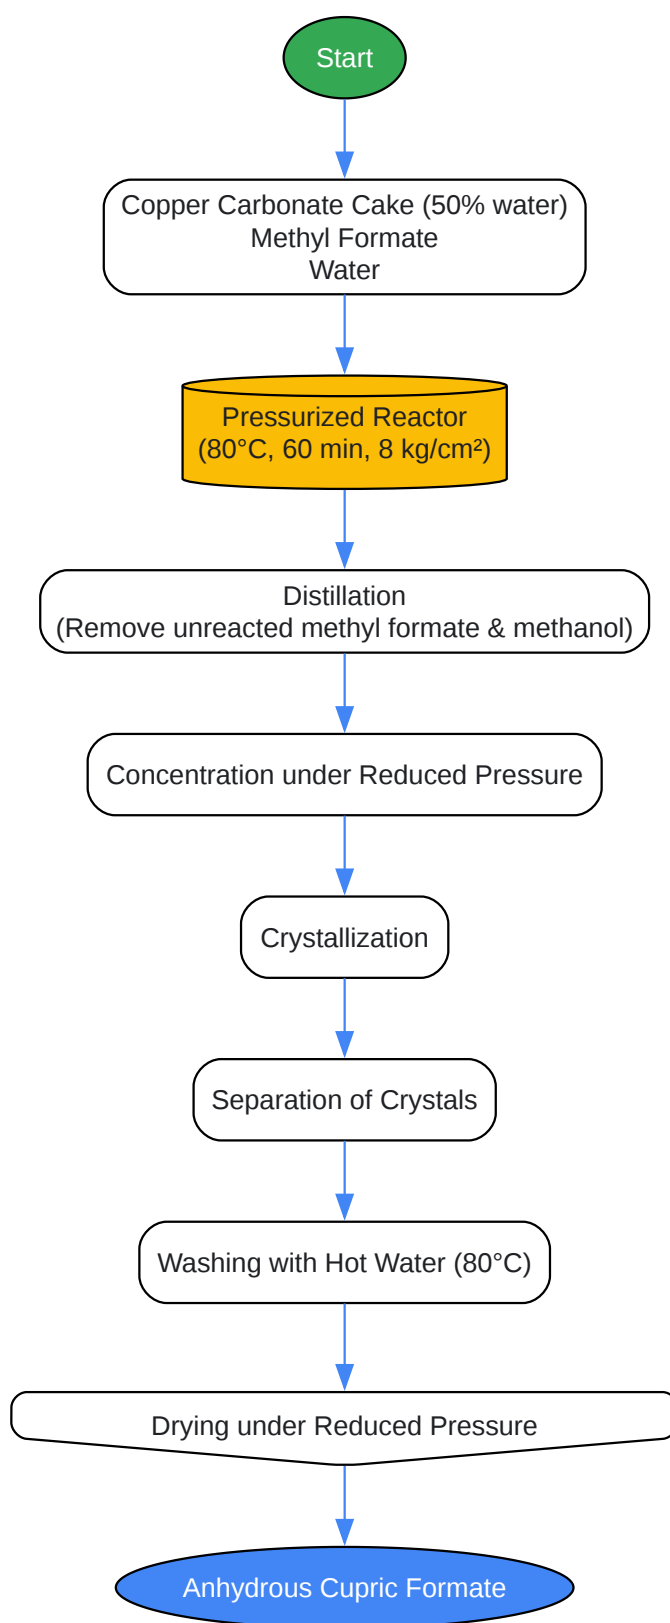 Start
Copper Carbonate Cake (50% water)
Methyl Formate
Water
Pressurized Reactor
(80°C, 60 min, 8 kg/cm²)
Distillation
(Remove unreacted methyl formate & methanol)
Concentration under Reduced Pressure
Crystallization
Separation of Crystals
Washing with Hot Water (80°C)
Drying under Reduced Pressure
Anhydrous Cupric Formate